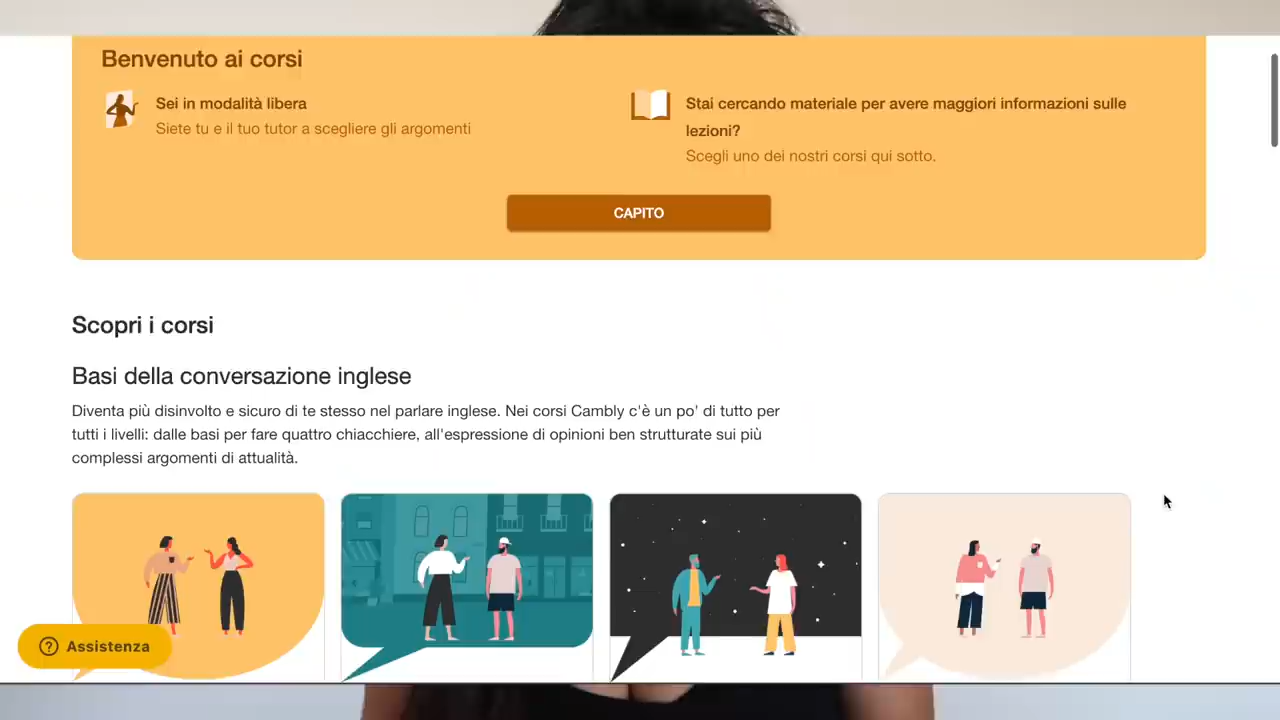 Benvenuto ai corsi
Sei in modalità libera
Siete tu e il tuo tutor a scegliere gli argomenti
Stai cercando materiale per avere maggiori informazioni sulle
lezioni?
Scegli uno dei nostri corsi qui sotto.
CAPITO
Scopri i corsi
Basi della conversazione inglese
Diventa più disinvolto e sicuro di te stesso nel parlare inglese. Nei corsi Cambly c'è un po' di tutto per
tutti i livelli: dalle basi per fare quattro chiacchiere, all'espressione di opinioni ben strutturate sui più
complessi argomenti di attualità.
Assistenza